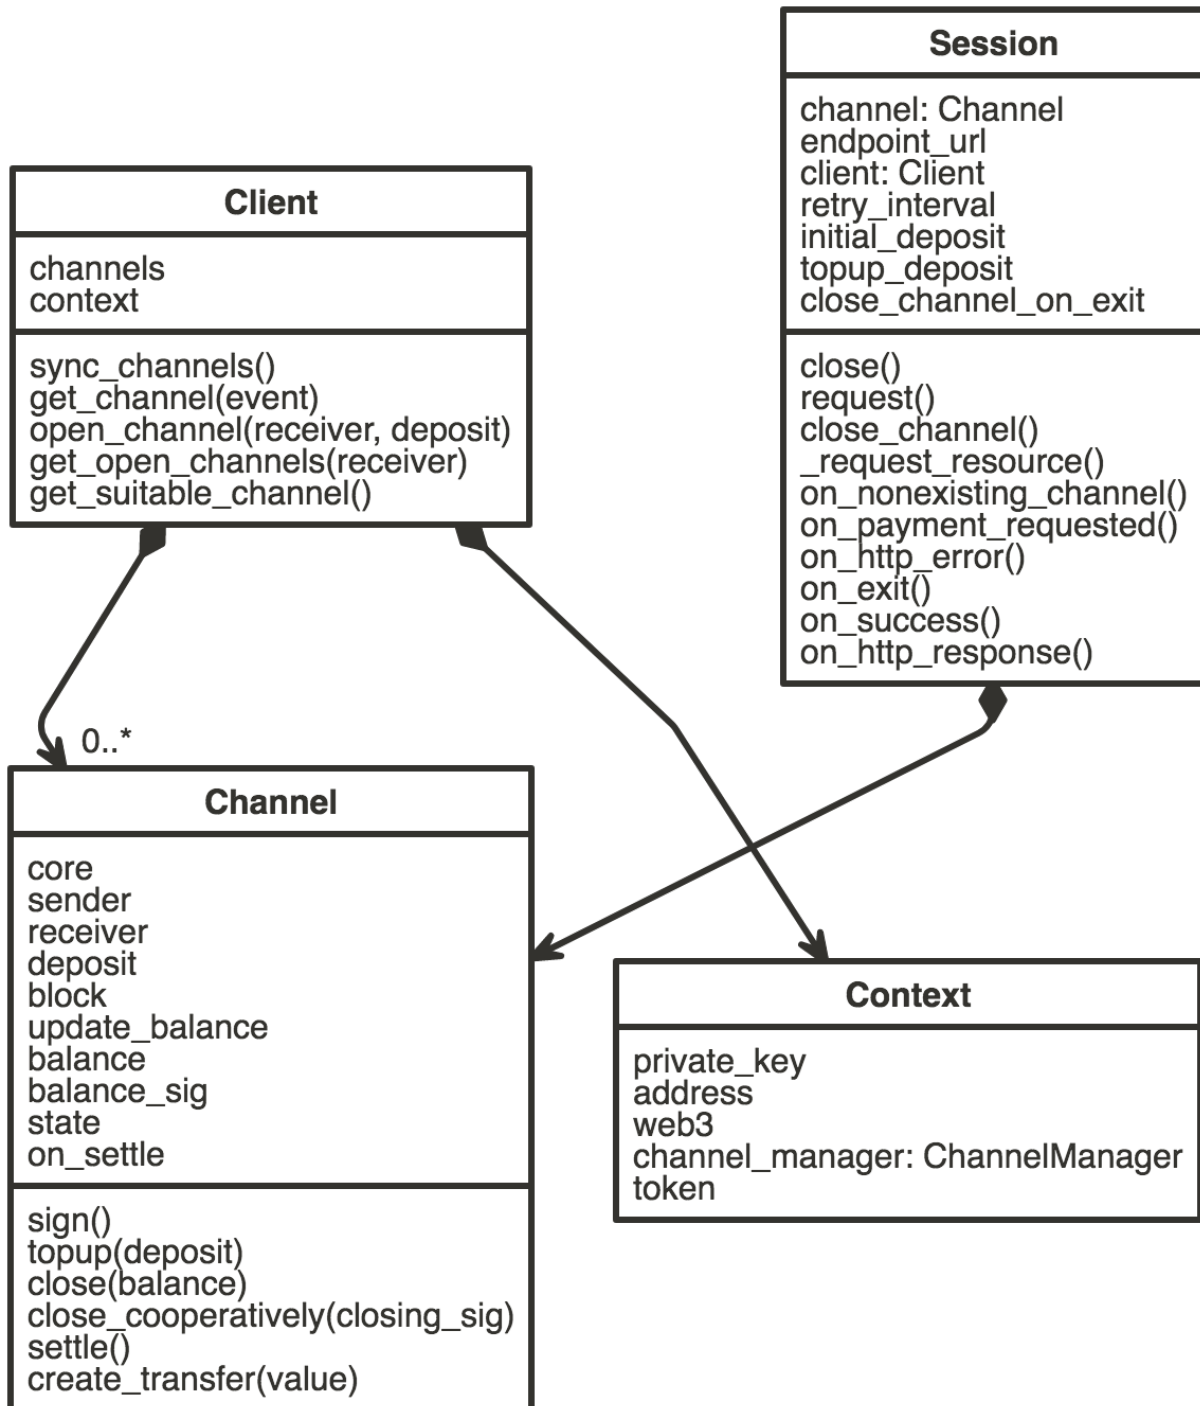 Session
channel: Channel
endpoint_url
client: Client
retry_interval
initial_deposit
topup_deposit
close_channel_on_exit
close()
request()
close_channel()
_request_resource()
on_nonexisting_channel()
on_payment_requested()
on_http_error()
on_exit()
on_success()
on_http_response()
Client
channels
context
sync_channels()
get_channel(event)
open_channel(receiver, deposit)
get_open_channels(receiver)
get_suitable_channel()
0..*
Channel
core
sender
receiver
deposit
block
update_balance
balance
balance_sig
state
on_settle
sign()
topup(deposit)
close(balance)
close_cooperatively(closing_sig)
settle()
create_transfer(value)
Context
private_key
address
web3
channel_manager: ChannelManager
token